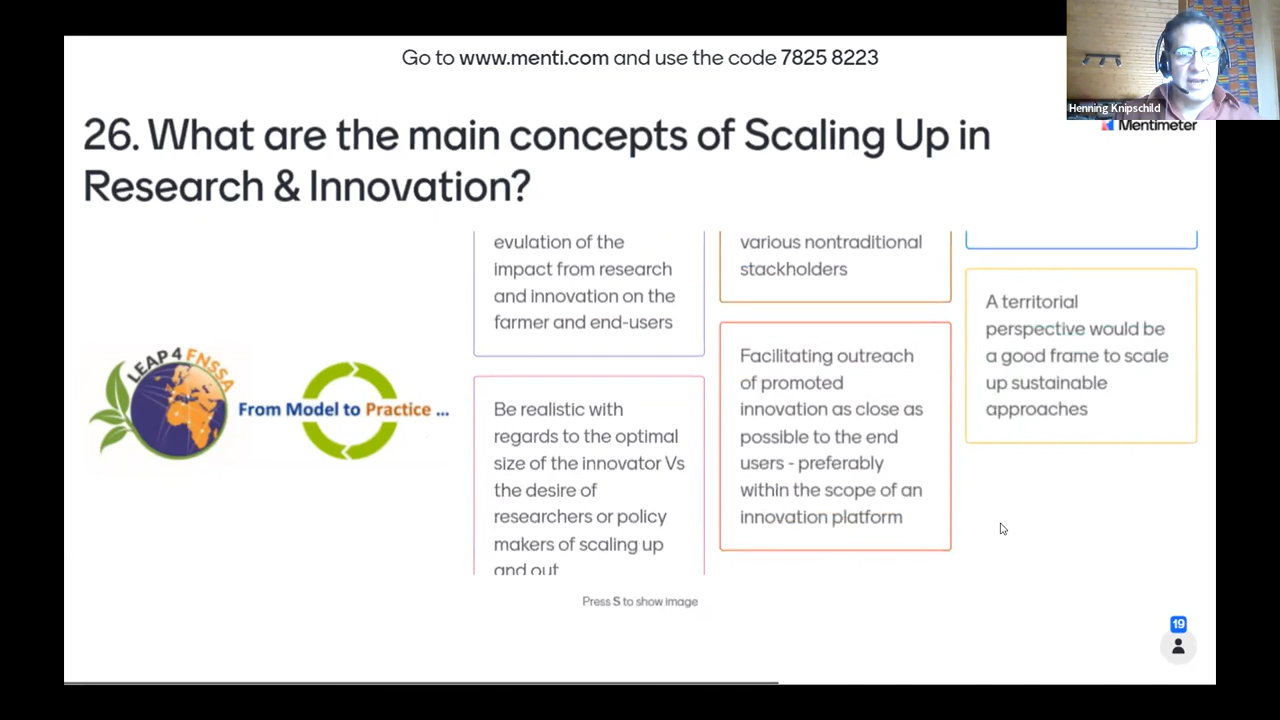 Go to www.menti.com and use the code 7825 8223
Henning Knipschild
Mentimeter
26. What are the main concepts of Scaling Up in
Research & Innovation?
evulation of the
impact from research
and innovation on the
farmer and end-users
Be realistic with
regards to the optimal
size of the innovator Vs
the desire of
researchers or policy
makers of scaling up
and out
various nontraditional
stackholders
Facilitating outreach
of promoted
innovation as close as
possible to the end
users - preferably
within the scope of an
innovation platform
A territorial
perspective would be
a good frame to scale
up sustainable
approaches
LEAP4FNSSA
From Model to Practice ...
Press S to show image
19